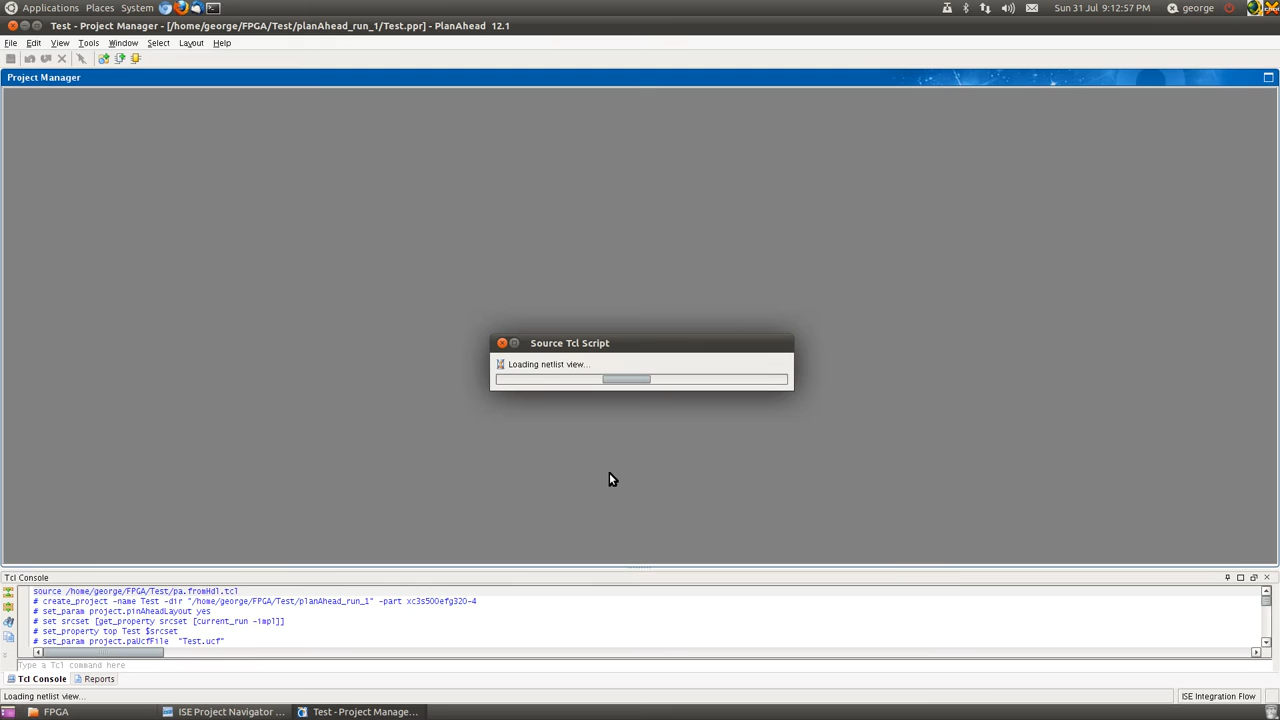 Applications Places System
Sun 31 Jul 9:12:57 PM
george
Test - Project Manager - [/home/george/FPGA/Test/planAhead_run_1/Test.ppr] - PlanAhead 12.1
File Edit View Tools Window Select Layout Help
Project Manager
Source Tcl Script
Loading netlist view...
Tcl Console
source /home/george/FPGA/Test/pa.fromHdl.tcl
# create_project -name Test -dir "/home/george/FPGA/Test/planAhead_run_1" -part xc3s500efg320-4
# set_param project.pinAheadLayout yes
# set srcset [get_property srcset [current_run -impl]]
# set_property top Test $srcset
# set_param project.paUcfFile "Test.ucf"
Type a Tcl command here
Tcl Console Reports
Loading netlist view...
ISE Integration Flow
FPGA
ISE Project Navigator ...
Test - Project Manage...